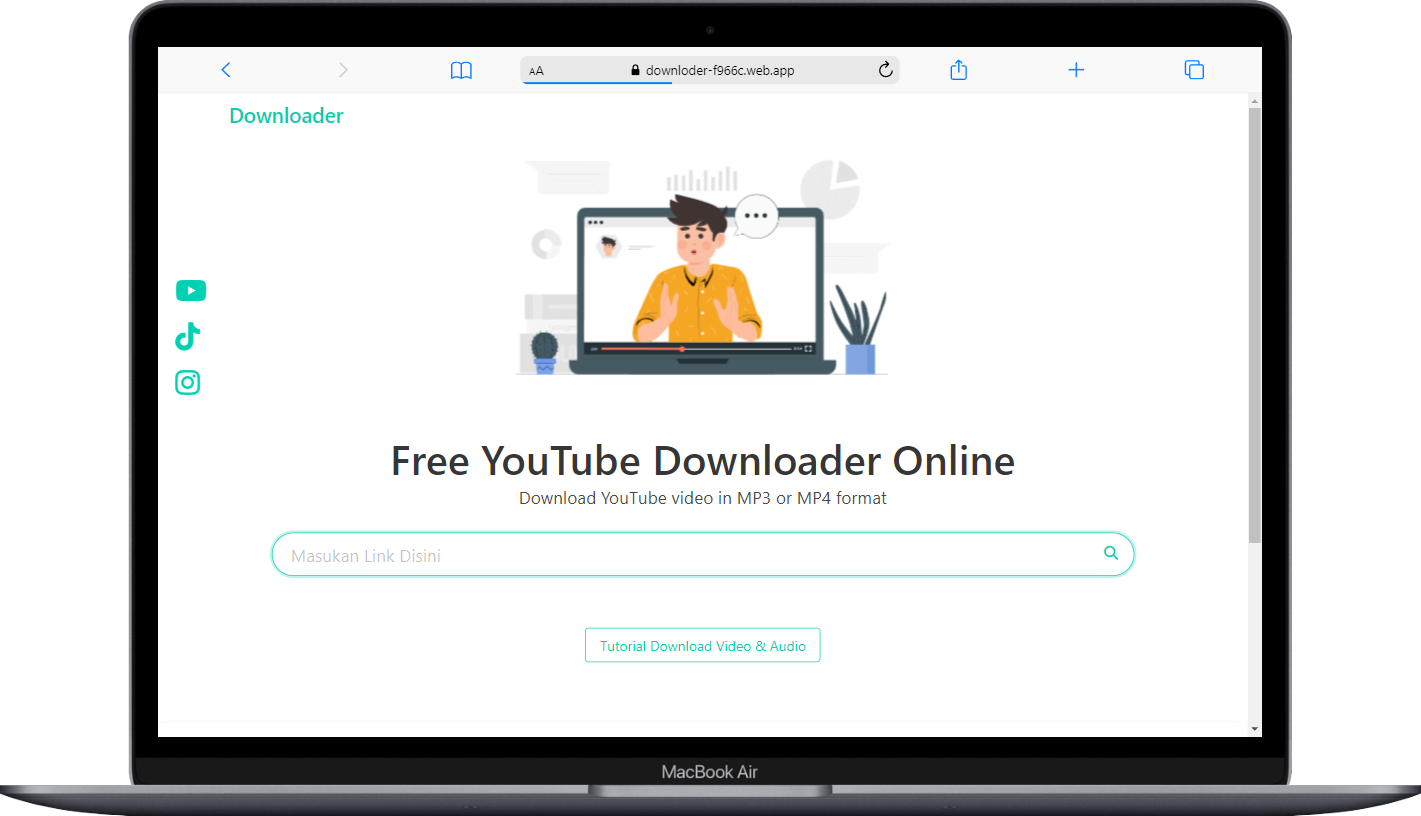 AA downloder-f966c.web.app
Downloader
Free YouTube Downloader Online
Download YouTube video in MP3 or MP4 format
Masukan Link Disini
Tutorial Download Video & Audio
MacBook Air